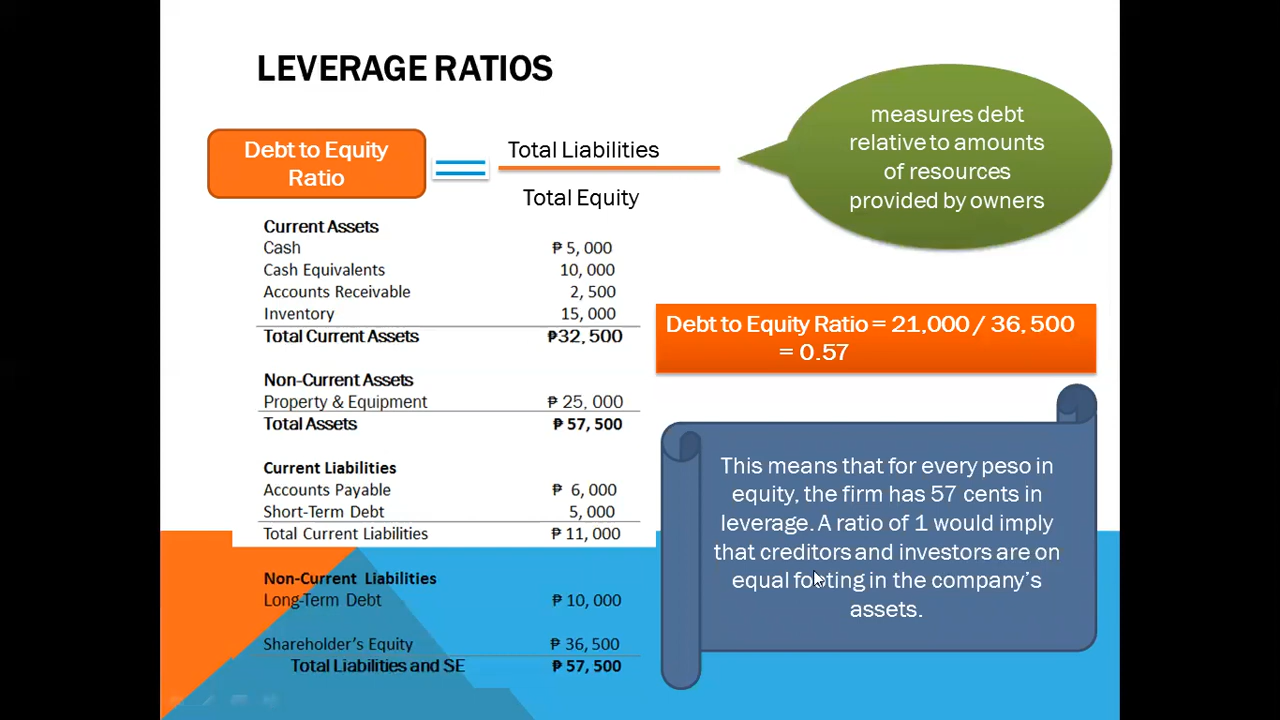 LEVERAGE RATIOS
Debt to Equity
Ratio
Total Liabilities
Total Equity
measures debt
relative to amounts
of resources
provided by owners
Current Assets
Cash ₱ 5, 000
Cash Equivalents 10, 000
Accounts Receivable 2, 500
Inventory 15, 000
Total Current Assets ₱32, 500
Non-Current Assets
Property & Equipment ₱ 25, 000
Total Assets ₱ 57, 500
Current Liabilities
Accounts Payable ₱ 6, 000
Short-Term Debt 5, 000
Total Current Liabilities ₱ 11, 000
Non-Current Liabilities
Long-Term Debt ₱ 10, 000
Shareholder’s Equity ₱ 36, 500
Total Liabilities and SE ₱ 57, 500
Debt to Equity Ratio = 21,000 / 36, 500
= 0.57
This means that for every peso in
equity, the firm has 57 cents in
leverage. A ratio of 1 would imply
that creditors and investors are on
equal footing in the company’s
assets.